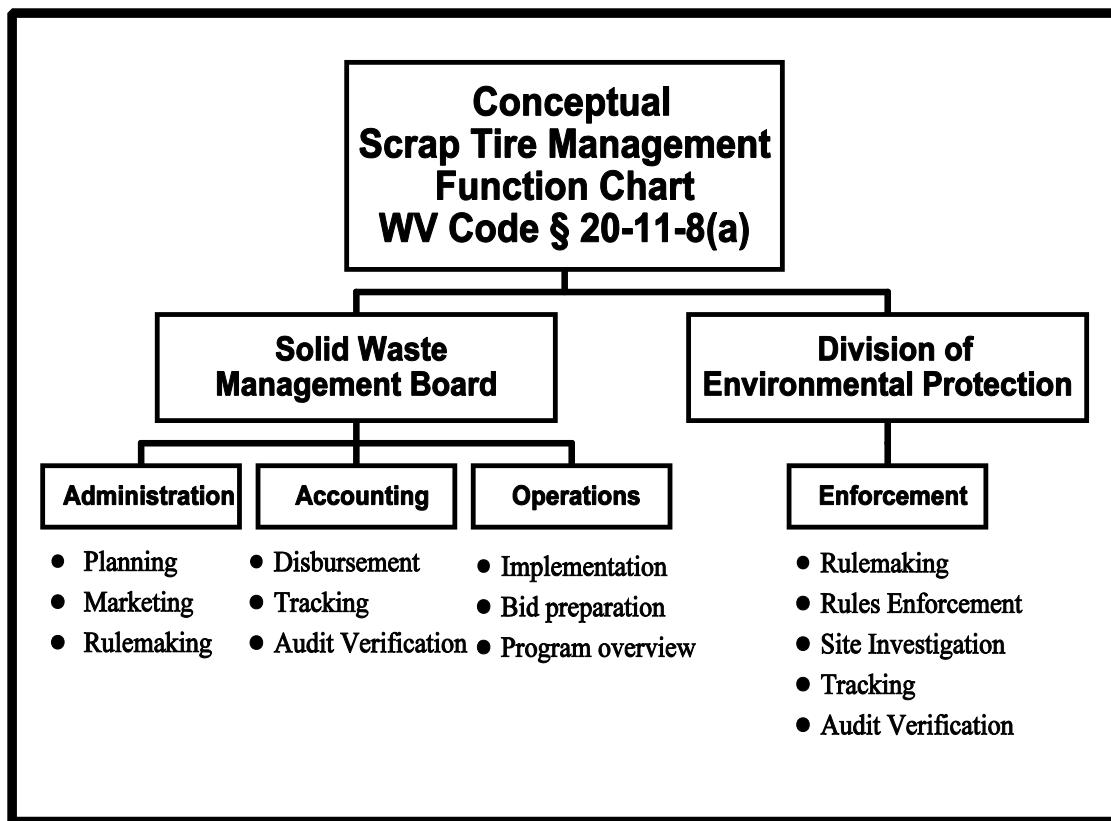 Conceptual
Scrap Tire Management
Function Chart
WV Code § 20-11-8(a)
Solid Waste
Management Board
Division of
Environmental Protection
Administration
Accounting
Operations
Enforcement
● Planning
● Marketing
● Rulemaking
● Disbursement
● Tracking
● Audit Verification
● Implementation
● Bid preparation
● Program overview
● Rulemaking
● Rules Enforcement
● Site Investigation
● Tracking
● Audit Verification